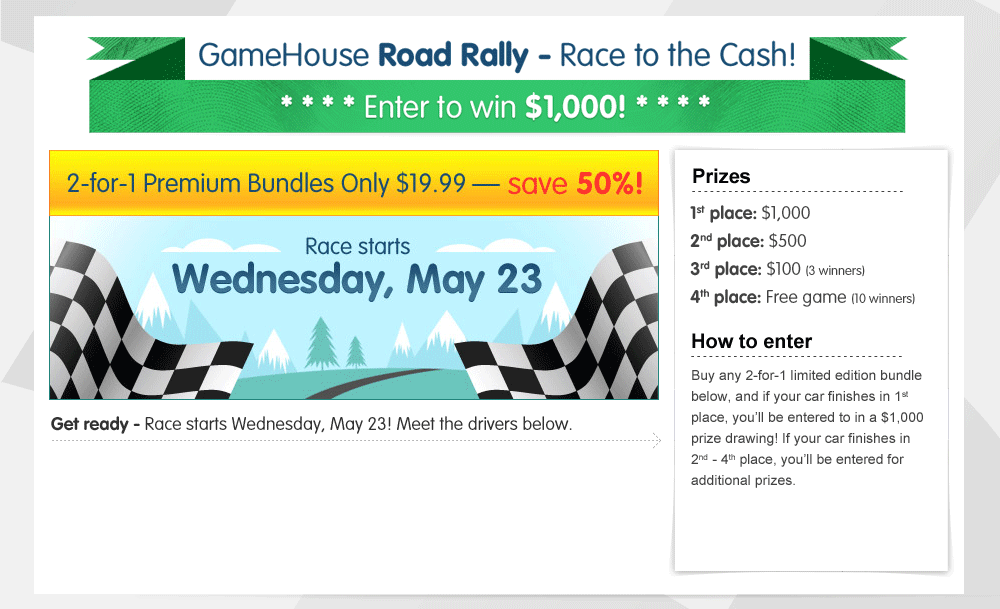 GameHouse Road Rally - Race to the Cash!
* * * * Enter to win $1,000! * * * *
2-for-1 Premium Bundles Only $19.99 — save 50%!
Race starts
Wednesday, May 23
Get ready - Race starts Wednesday, May 23! Meet the drivers below.
Prizes
1st place: $1,000
2nd place: $500
3rd place: $100 (3 winners)
4th place: Free game (10 winners)
How to enter
Buy any 2-for-1 limited edition bundle
below, and if your car finishes in 1st
place, you'll be entered to in a $1,000
prize drawing! If your car finishes in
2nd - 4th place, you'll be entered for
additional prizes.